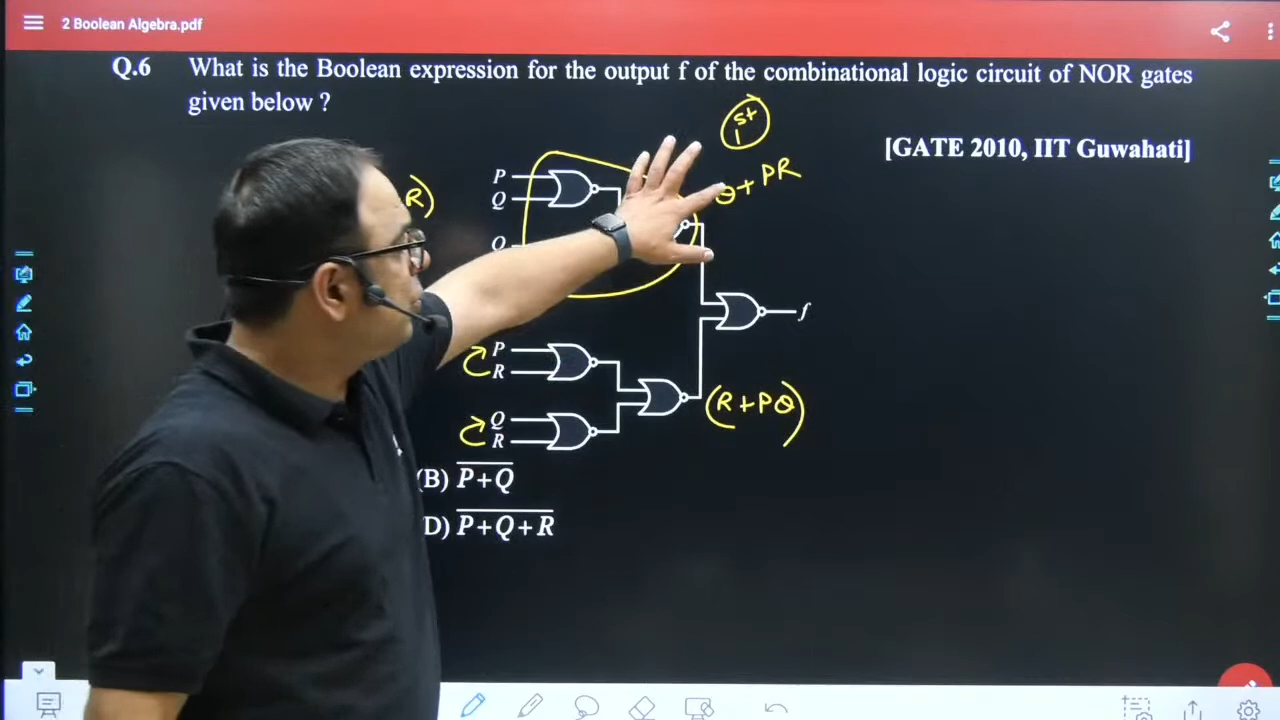 2 Boolean Algebra.pdf
Q.6 What is the Boolean expression for the output f of the combinational logic circuit of NOR gates
given below ?
[GATE 2010, IIT Guwahati]
1st
R)
P
Q
Q
+ PR
f
P
R
Q
R
(R+PQ)
(B) P+Q
D) P+Q+R